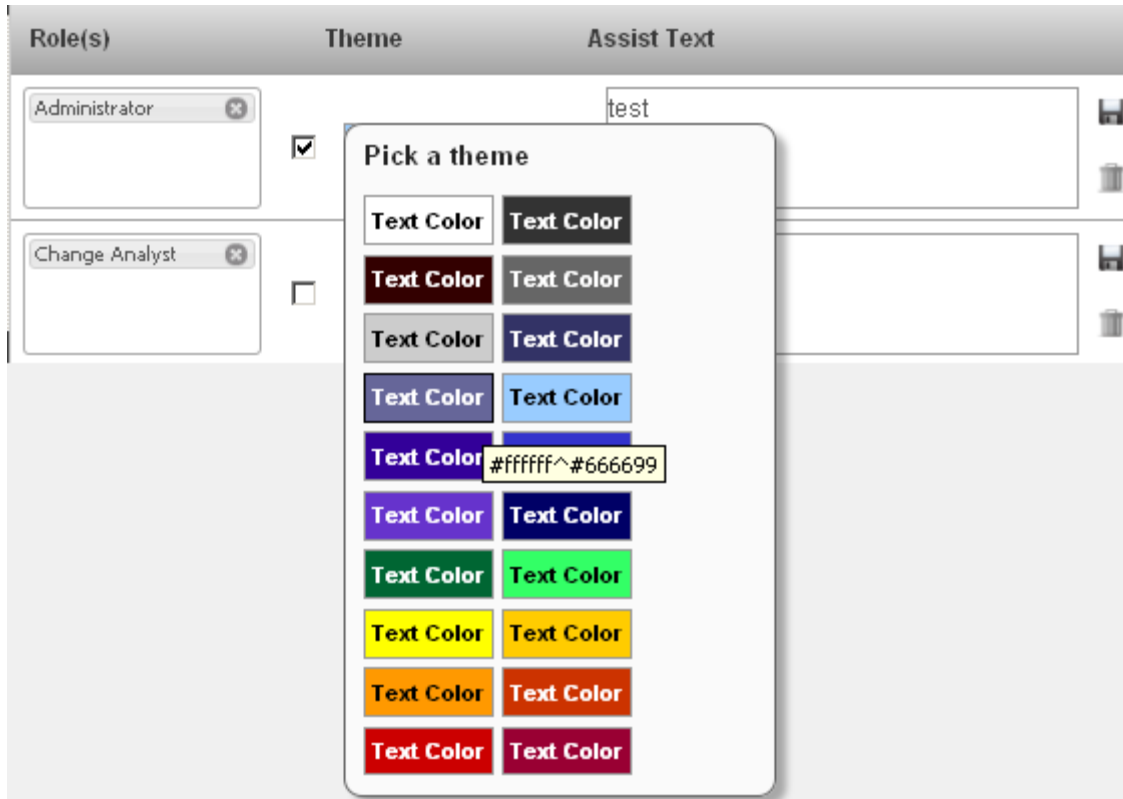 Role(s) Theme Assist Text
Administrator test
Pick a theme
Text Color Text Color
Change Analyst
Text Color Text Color
Text Color Text Color
Text Color Text Color
Text Color
#ffffff^#666699
Text Color Text Color
Text Color Text Color
Text Color Text Color
Text Color Text Color
Text Color Text Color